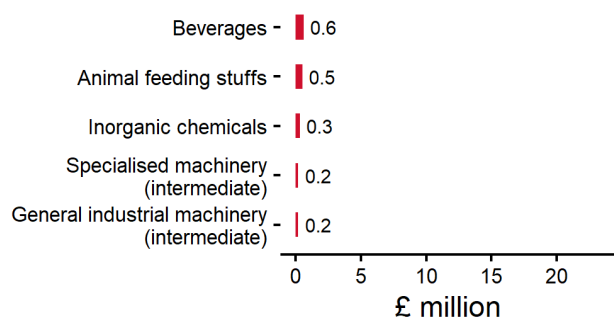 Beverages 0.6
Animal feeding stuffs 0.5
Inorganic chemicals 0.3
Specialised machinery
(intermediate) 0.2
General industrial machinery
(intermediate) 0.2
0 5 10 15 20
£ million